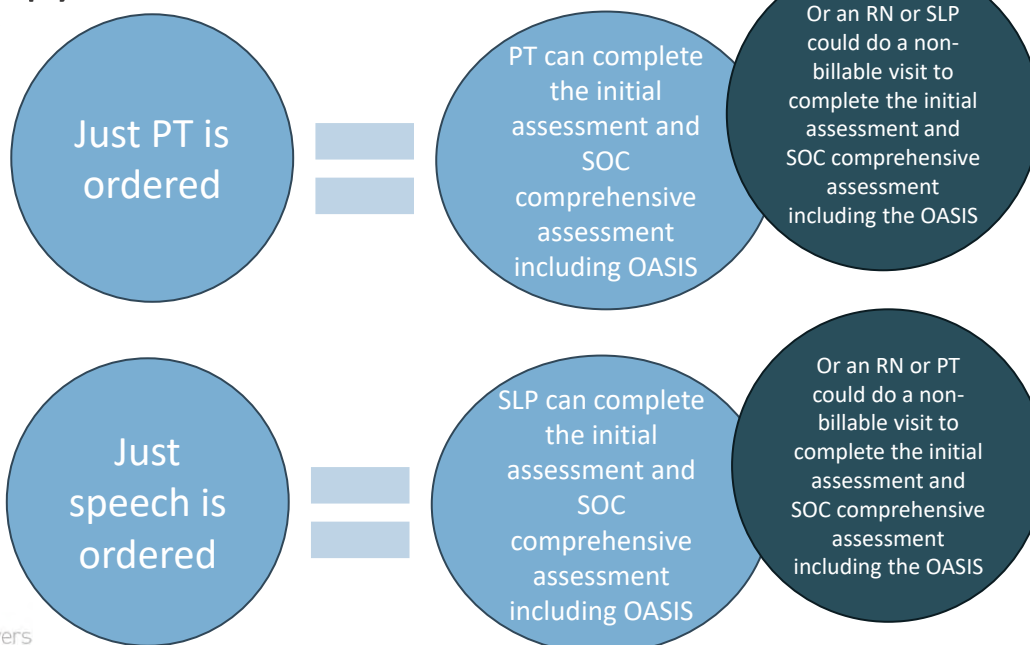 Just PT is
ordered
PT can complete
the initial
assessment and
SOC
comprehensive
assessment
including OASIS
Or an RN or SLP
could do a non-
billable visit to
complete the initial
assessment and
SOC comprehensive
assessment
including the OASIS
Just
speech is
ordered
SLP can complete
the initial
assessment and
SOC
comprehensive
assessment
including OASIS
Or an RN or PT
could do a non-
billable visit to
complete the initial
assessment and
SOC comprehensive
assessment
including the OASIS
ers